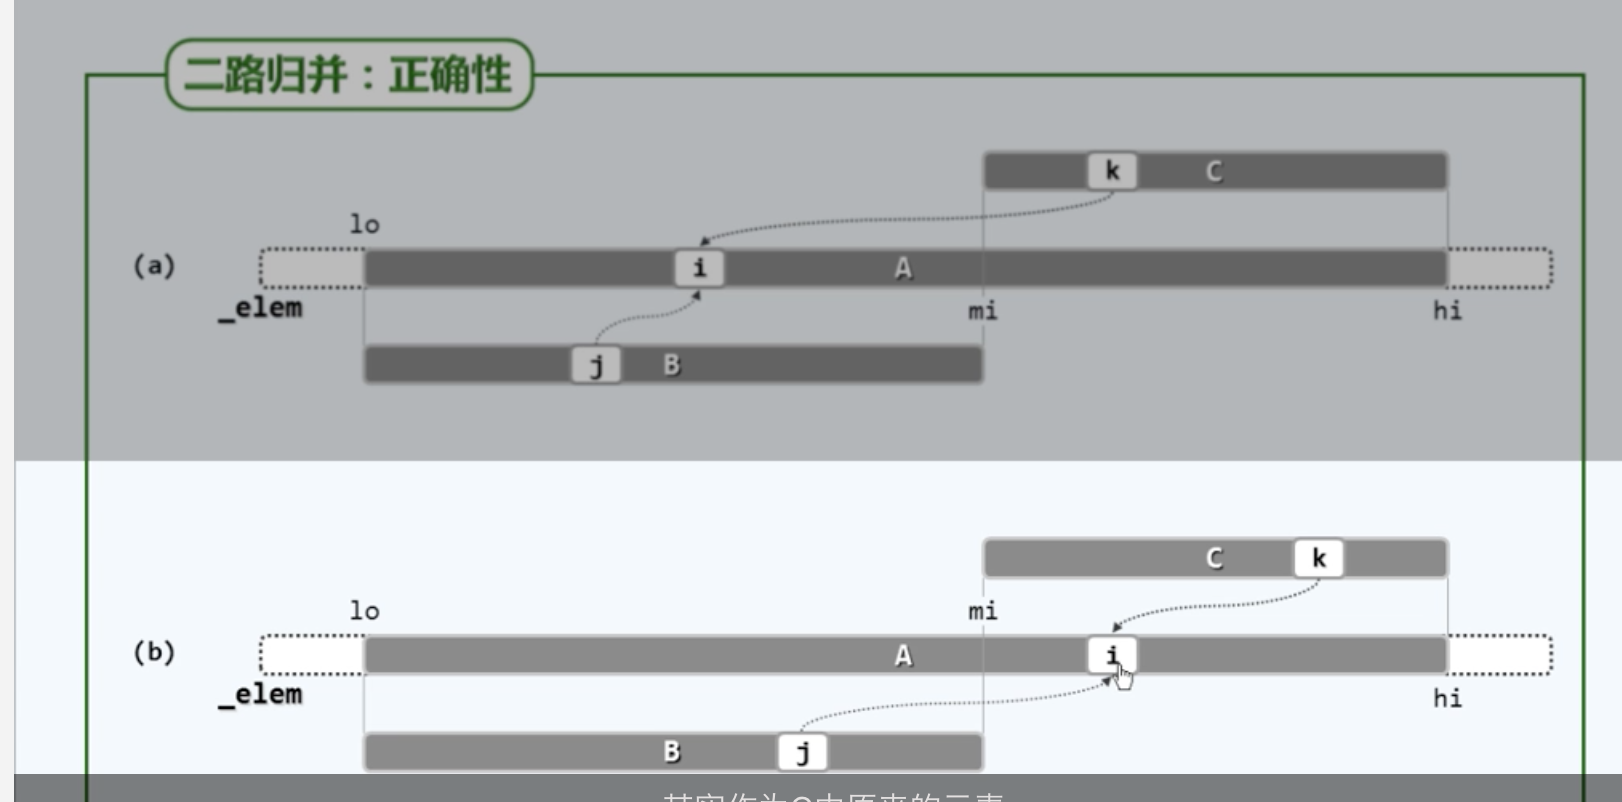 二路归并：正确性
k C
lo
(a) i A
_elem mi hi
j B
C k
lo mi
(b) A i
_elem hi
B j